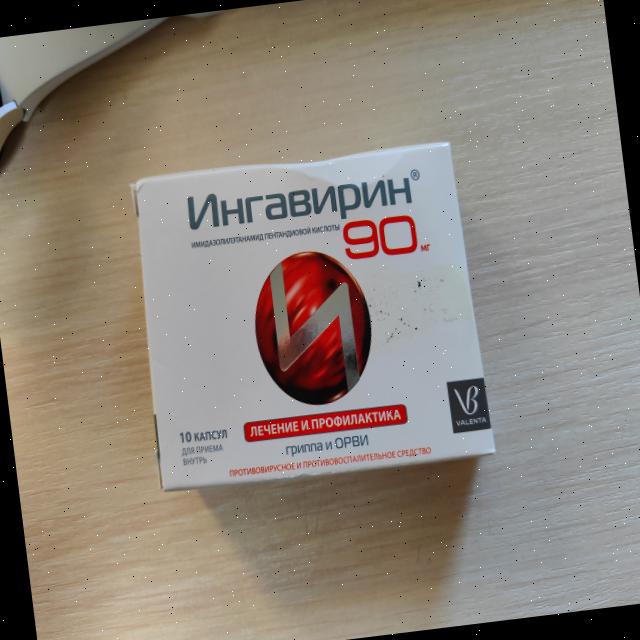 Ингавирин®
ИМИДАЗОЛИЛЭТАНАМИД ПЕНТАНДИОВОЙ КИСЛОТЫ
90 мг
ЛЕЧЕНИЕ И ПРОФИЛАКТИКА
гриппа и ОРВИ
ПРОТИВОВИРУСНОЕ И ПРОТИВОВОСПАЛИТЕЛЬНОЕ СРЕДСТВО
10 КАПСУЛ
ДЛЯ ПРИЕМА
ВНУТРЬ
VALENTA